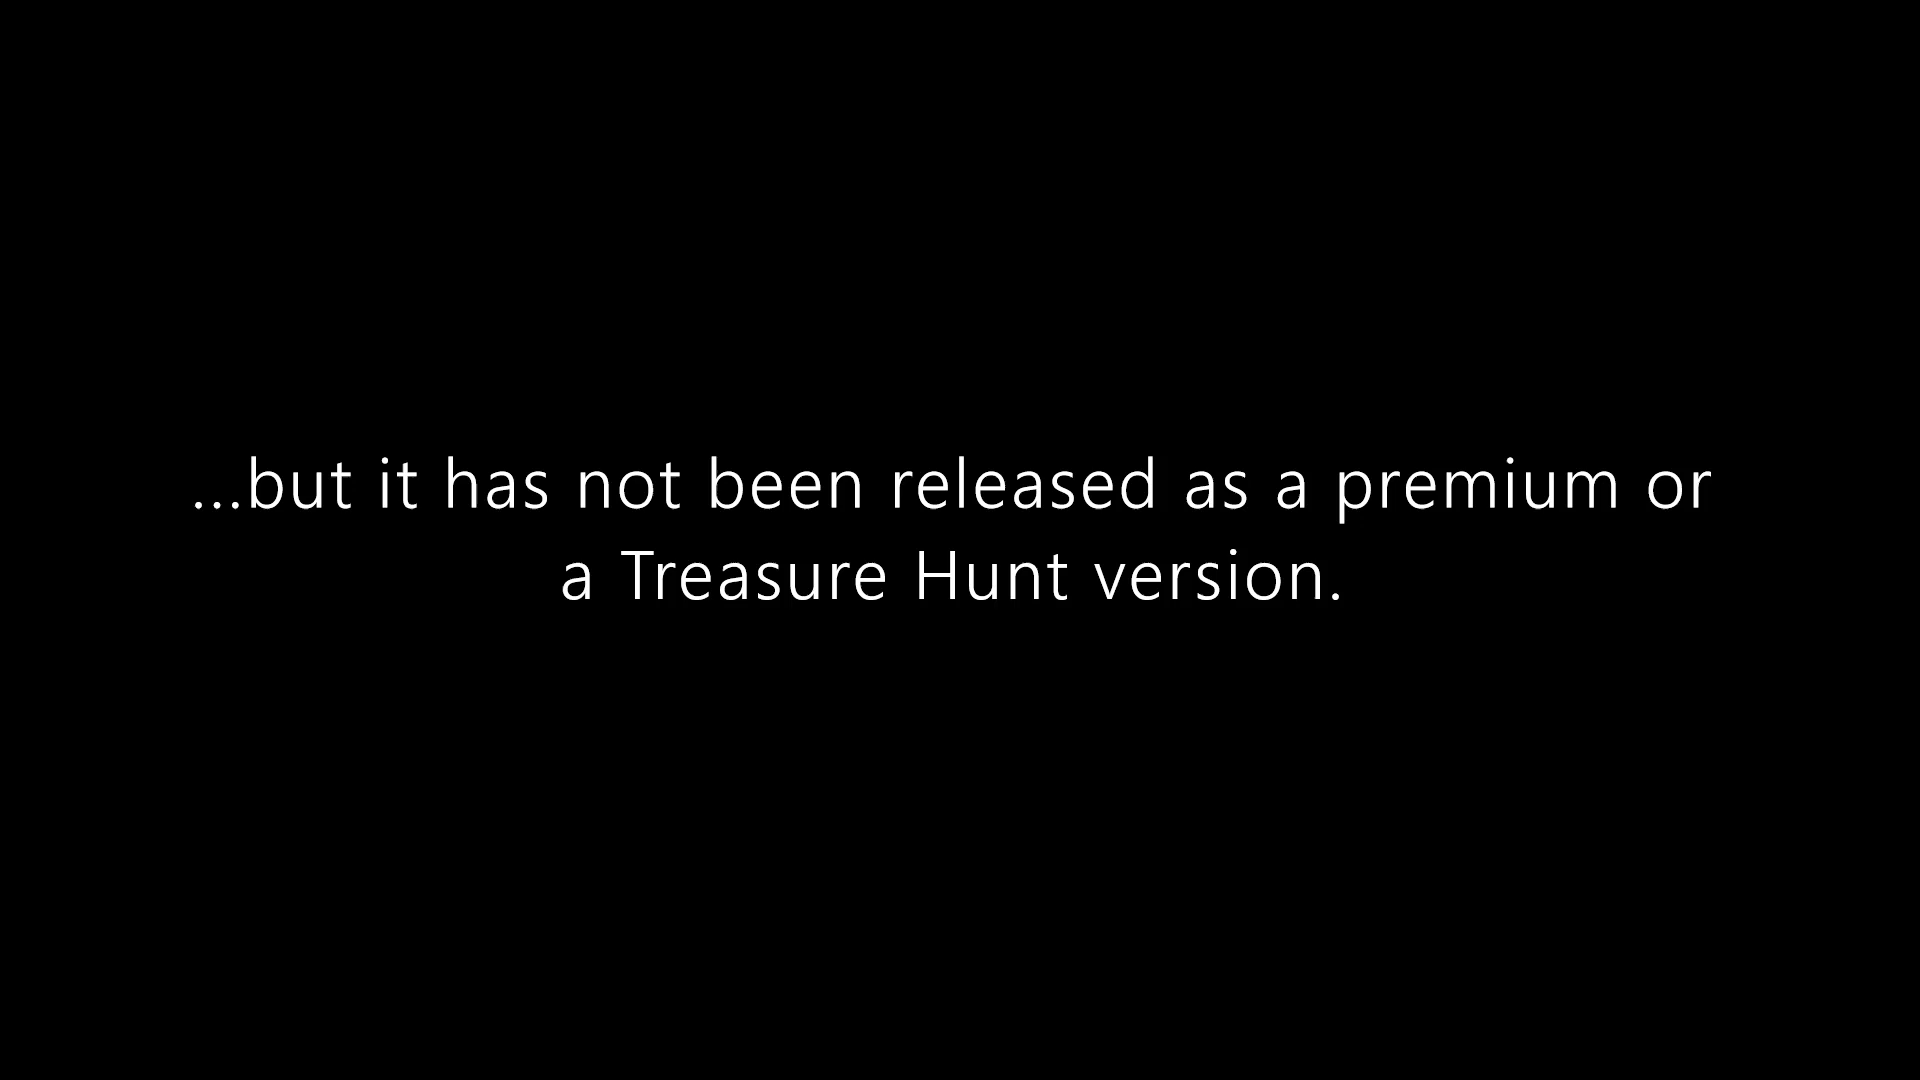 ...but it has not been released as a premium or
a Treasure Hunt version.